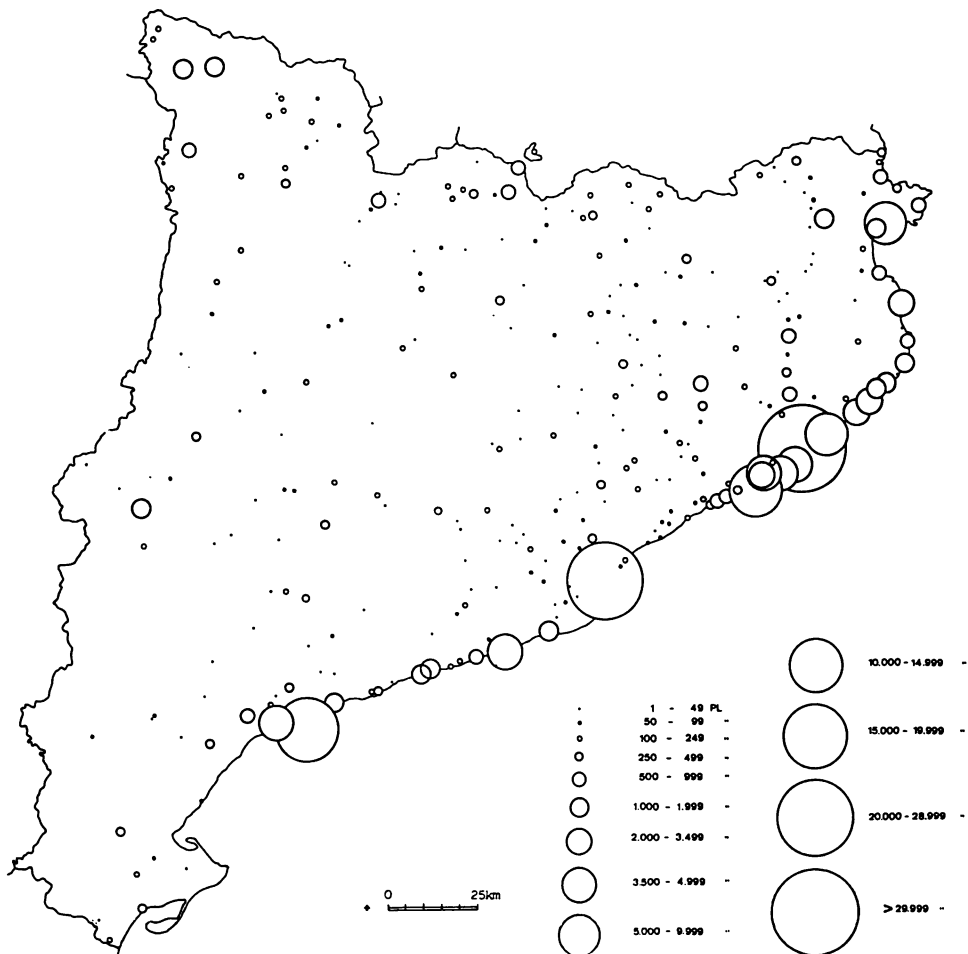 0 25km
1 - 49 PL
50 - 99 "
100 - 249 "
250 - 499 "
500 - 999 "
1.000 - 1.999 "
2.000 - 3.499 "
3.500 - 4.999 "
5.000 - 9.999 "
10.000 - 14.999 "
15.000 - 19.999 "
20.000 - 28.999 "
> 29.999 "